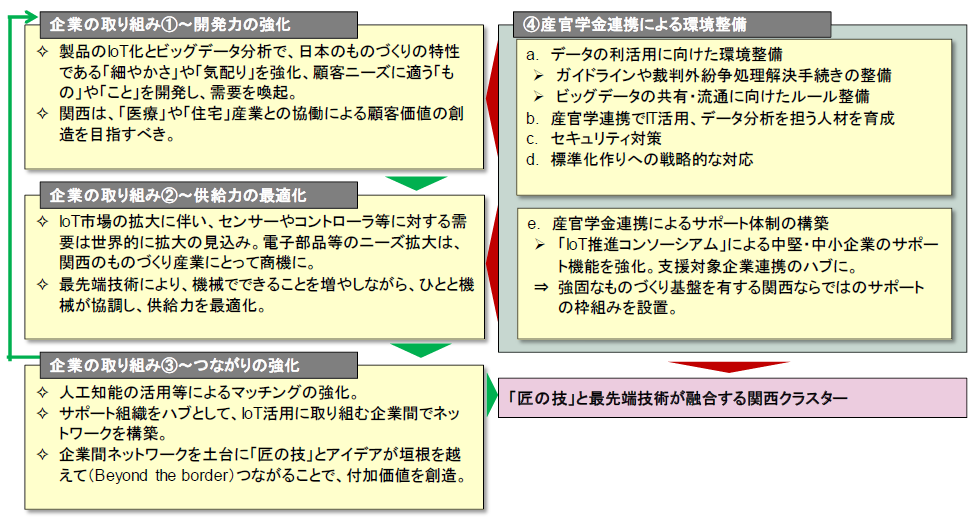 企業の取り組み①～開発力の強化
✧ 製品のIoT化とビッグデータ分析で、日本のものづくりの特性
である「細やかさ」や「気配り」を強化、顧客ニーズに適う「も
の」や「こと」を開発し、需要を喚起。
✧ 関西は、「医療」や「住宅」産業との協働による顧客価値の創
造を目指すべき。
企業の取り組み②～供給力の最適化
✧ IoT市場の拡大に伴い、センサーやコントローラ等に対する需
要は世界的に拡大の見込み。電子部品等のニーズ拡大は、
関西のものづくり産業にとって商機に。
✧ 最先端技術により、機械でできることを増やしながら、ひとと機
械が協調し、供給力を最適化。
企業の取り組み③～つながりの強化
✧ 人工知能の活用等によるマッチングの強化。
✧ サポート組織をハブとして、IoT活用に取り組む企業間でネッ
トワークを構築。
✧ 企業間ネットワークを土台に「匠の技」とアイデアが垣根を越
えて（Beyond the border）つながることで、付加価値を創造。
④産官学金連携による環境整備
a. データの利活用に向けた環境整備
➢ ガイドラインや裁判外紛争処理解決手続きの整備
➢ ビッグデータの共有・流通に向けたルール整備
b. 産官学連携でIT活用、データ分析を担う人材を育成
c. セキュリティ対策
d. 標準化作りへの戦略的な対応
e. 産官学金連携によるサポート体制の構築
➢ 「IoT推進コンソーシアム」による中堅・中小企業のサポー
ト機能を強化。支援対象企業連携のハブに。
⇒ 強固なものづくり基盤を有する関西ならではのサポート
の枠組みを設置。
「匠の技」と最先端技術が融合する関西クラスター